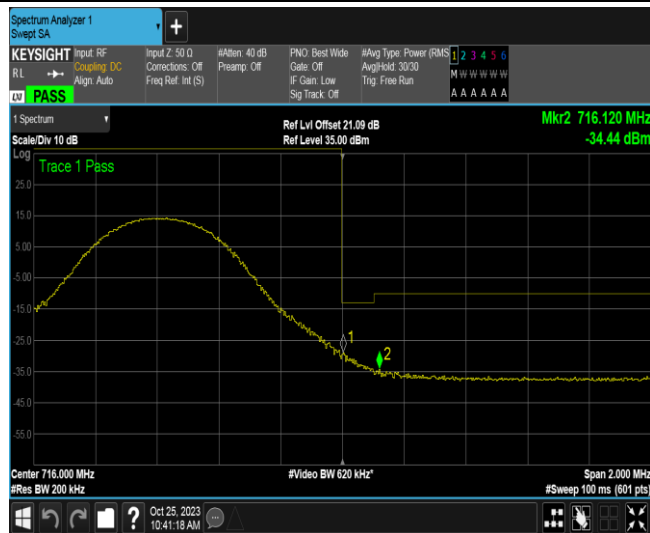 Spectrum Analyzer 1
Swept SA
+
KEYSIGHT
RL
LXI
PASS
Input: RF
Coupling: DC
Align: Auto
Input Z: 50 Ω
Corrections: Off
Freq Ref: Int (S)
#Atten: 40 dB
Preamp: Off
PNO: Best Wide
Gate: Off
IF Gain: Low
Sig Track: Off
#Avg Type: Power (RMS
Avg|Hold: 30/30
Trig: Free Run
1 2 3 4 5 6
M W W W W W
A A A A A A
1 Spectrum
Scale/Div 10 dB
Ref Lvl Offset 21.09 dB
Ref Level 35.00 dBm
Mkr2 716.120 MHz
-34.44 dBm
Log
Trace 1 Pass
25.0
15.0
5.00
-5.00
-15.0
-25.0
-35.0
-45.0
-55.0
1
2
Center 716.000 MHz
#Res BW 200 kHz
#Video BW 620 kHz*
Span 2.000 MHz
#Sweep 100 ms (601 pts)
?
Oct 25, 2023
10:41:18 AM